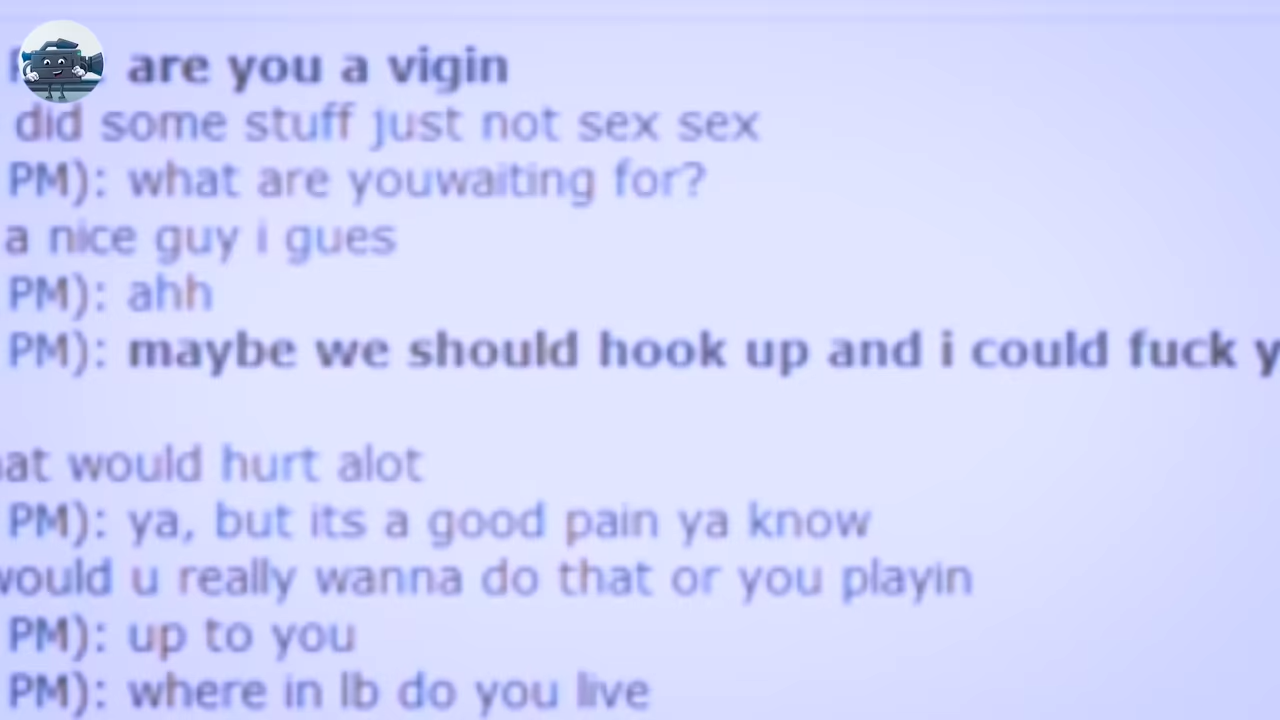 are you a vigin
did some stuff just not sex sex
PM): what are youwaiting for?
a nice guy i gues
PM): ahh
PM): maybe we should hook up and i could fuck y
at would hurt alot
PM): ya, but its a good pain ya know
would u really wanna do that or you playin
PM): up to you
PM): where in lb do you live